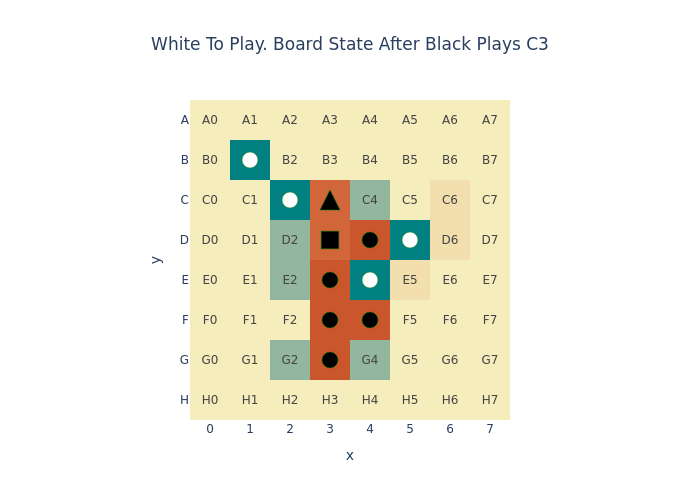 White To Play. Board State After Black Plays C3
A A0 A1 A2 A3 A4 A5 A6 A7
B B0 B2 B3 B4 B5 B6 B7
C C0 C1 C4 C5 C6 C7
D D0 D1 D2 D6 D7
E E0 E1 E2 E5 E6 E7
F F0 F1 F2 F5 F6 F7
G G0 G1 G2 G4 G5 G6 G7
H H0 H1 H2 H3 H4 H5 H6 H7
0 1 2 3 4 5 6 7
x
y